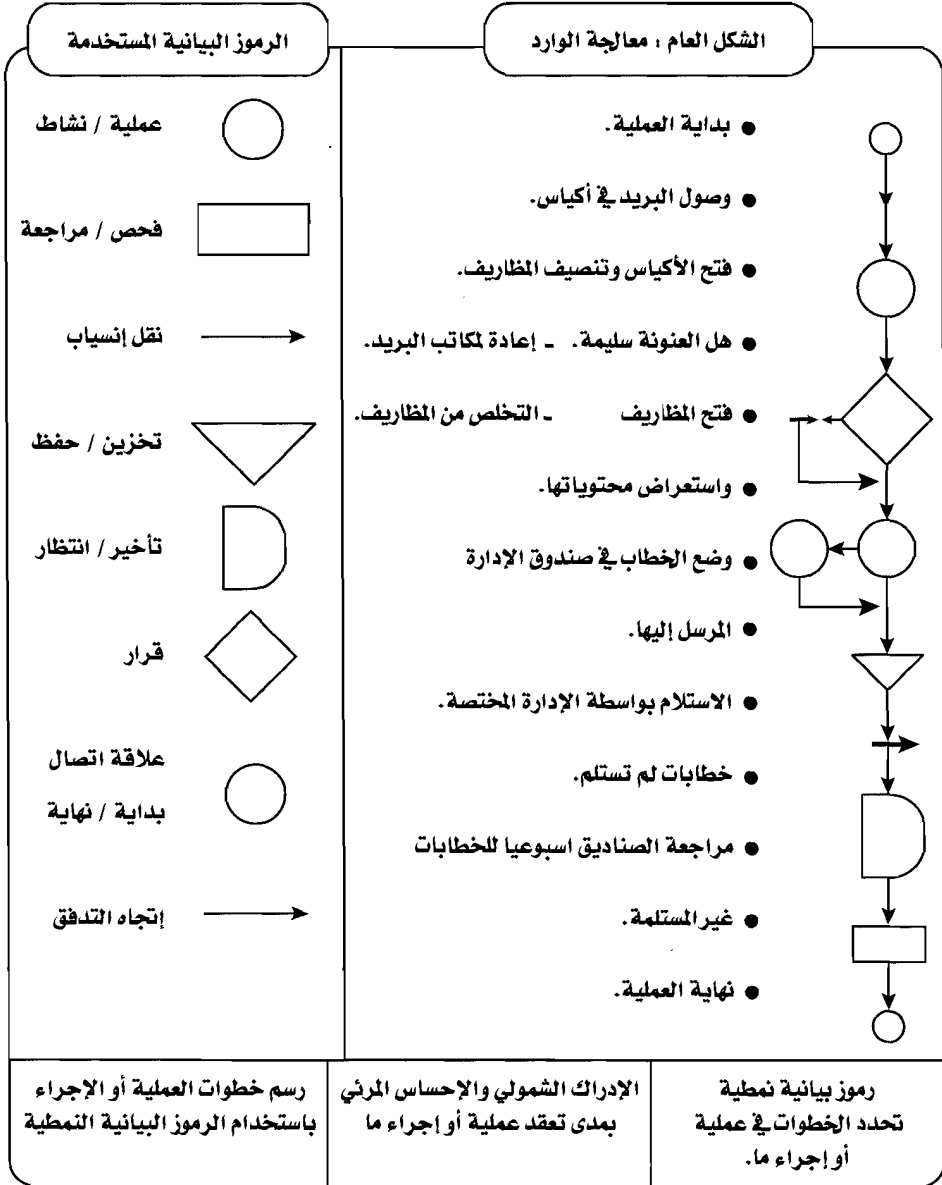 الشكل العام : معالجة الوارد
● بداية العملية.
● وصول البريد في أكياس.
● فتح الأكياس وتنصيف المظاريف.
● هل العنونة سليمة. - إعادة لمكاتب البريد.
● فتح المظاريف - التخلص من المظاريف.
● واستعراض محتوياتها.
● وضع الخطاب في صندوق الإدارة
● المرسل إليها.
● الاستلام بواسطة الإدارة المختصة.
● خطابات لم تستلم.
● مراجعة الصناديق اسبوعيا للخطابات
● غير المستلمة.
● نهاية العملية.
الرموز البيانية المستخدمة
عملية / نشاط
فحص / مراجعة
نقل إنسياب
تخزين / حفظ
تأخير / انتظار
قرار
علاقة اتصال
بداية / نهاية
إتجاه التدفق
رموز بيانية نمطية
تحدد الخطوات في عملية
أو إجراء ما.
الإدراك الشمولي والإحساس المرئي
بمدى تعقد عملية أو إجراء ما
رسم خطوات العملية أو الإجراء
باستخدام الرموز البيانية النمطية